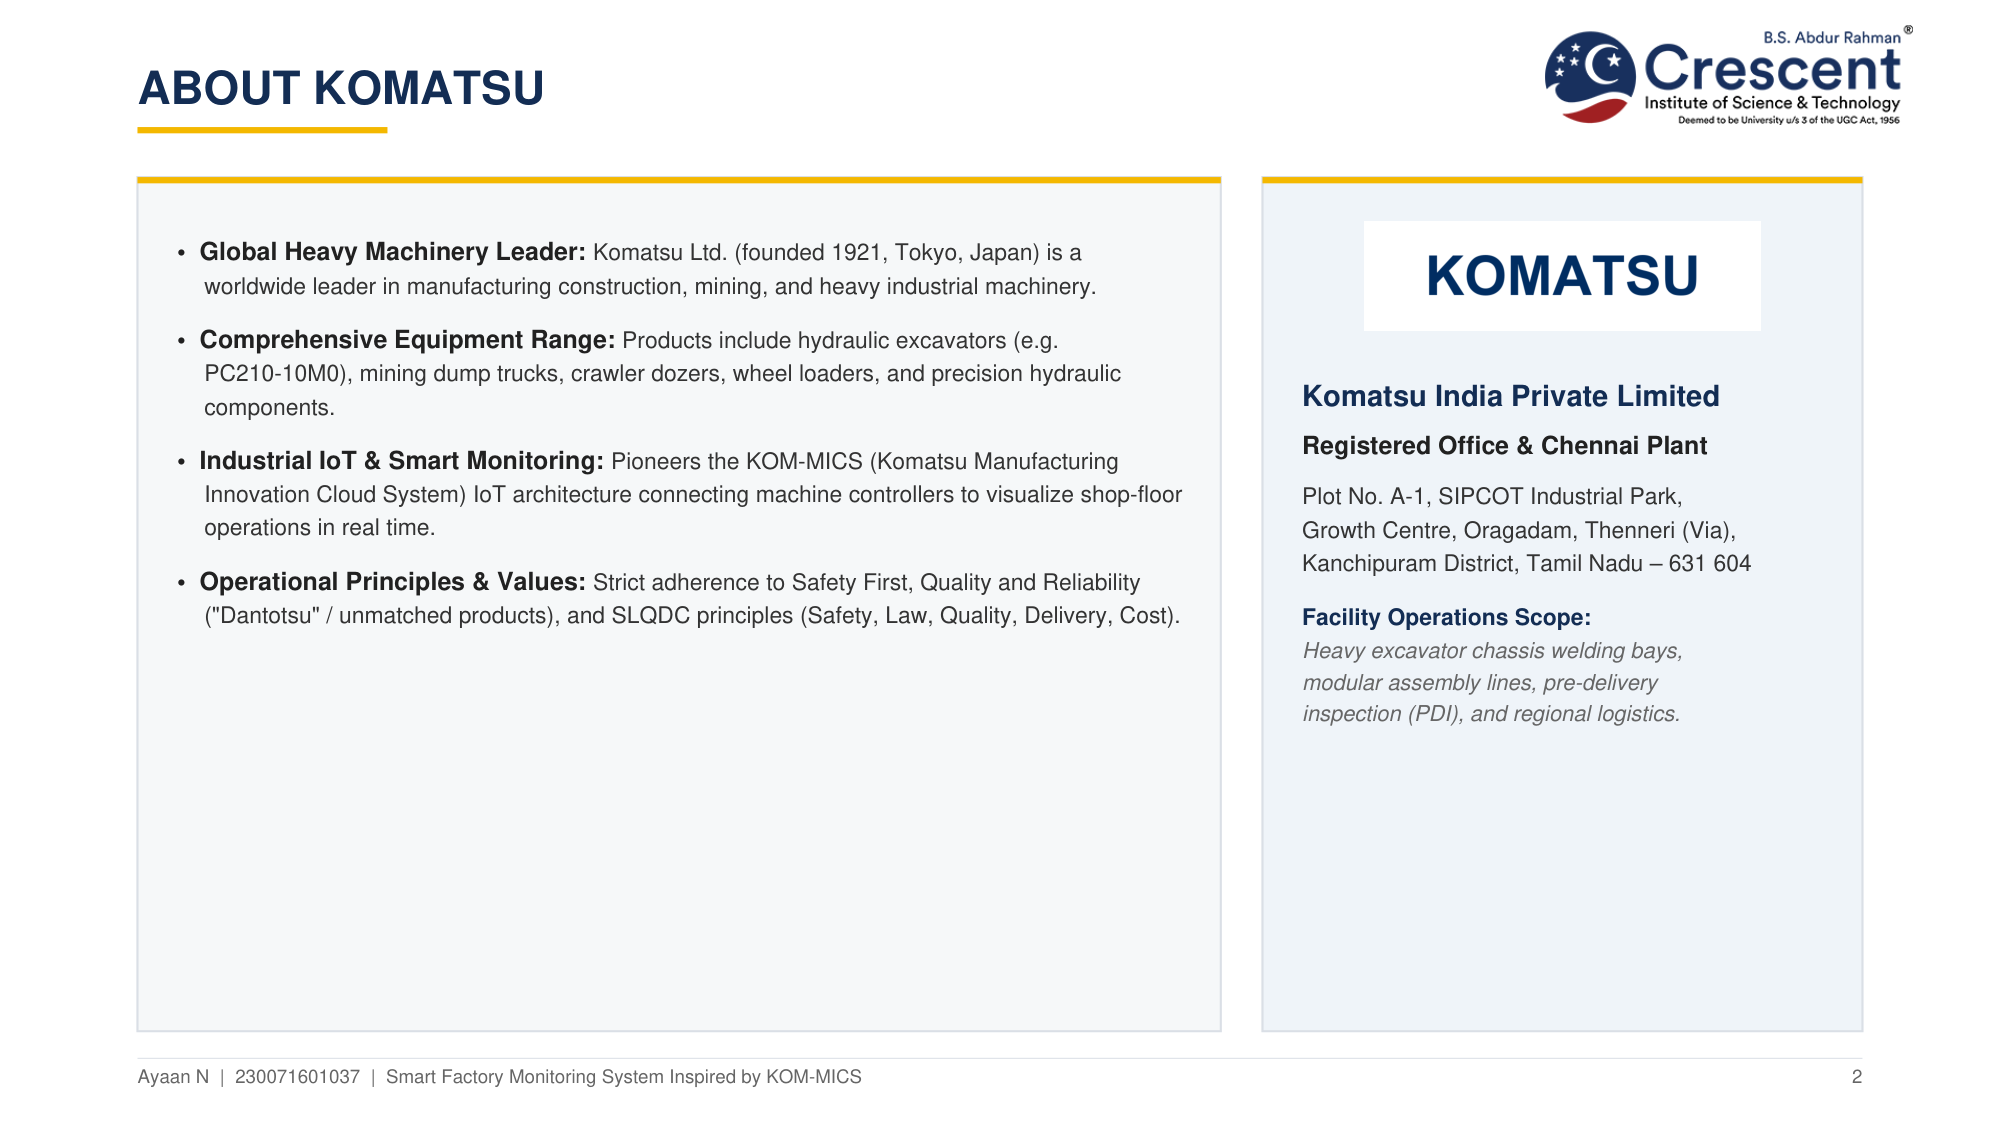 ABOUT KOMATSU
B.S. Abdur Rahman ®
Crescent
Institute of Science & Technology
Deemed to be University u/s 3 of the UGC Act, 1956
• Global Heavy Machinery Leader: Komatsu Ltd. (founded 1921, Tokyo, Japan) is a
worldwide leader in manufacturing construction, mining, and heavy industrial machinery.
• Comprehensive Equipment Range: Products include hydraulic excavators (e.g.
PC210-10M0), mining dump trucks, crawler dozers, wheel loaders, and precision hydraulic
components.
• Industrial IoT & Smart Monitoring: Pioneers the KOM-MICS (Komatsu Manufacturing
Innovation Cloud System) IoT architecture connecting machine controllers to visualize shop-floor
operations in real time.
• Operational Principles & Values: Strict adherence to Safety First, Quality and Reliability
("Dantotsu" / unmatched products), and SLQDC principles (Safety, Law, Quality, Delivery, Cost).
KOMATSU
Komatsu India Private Limited
Registered Office & Chennai Plant
Plot No. A-1, SIPCOT Industrial Park,
Growth Centre, Oragadam, Thenneri (Via),
Kanchipuram District, Tamil Nadu – 631 604
Facility Operations Scope:
Heavy excavator chassis welding bays,
modular assembly lines, pre-delivery
inspection (PDI), and regional logistics.
Ayaan N | 230071601037 | Smart Factory Monitoring System Inspired by KOM-MICS
2